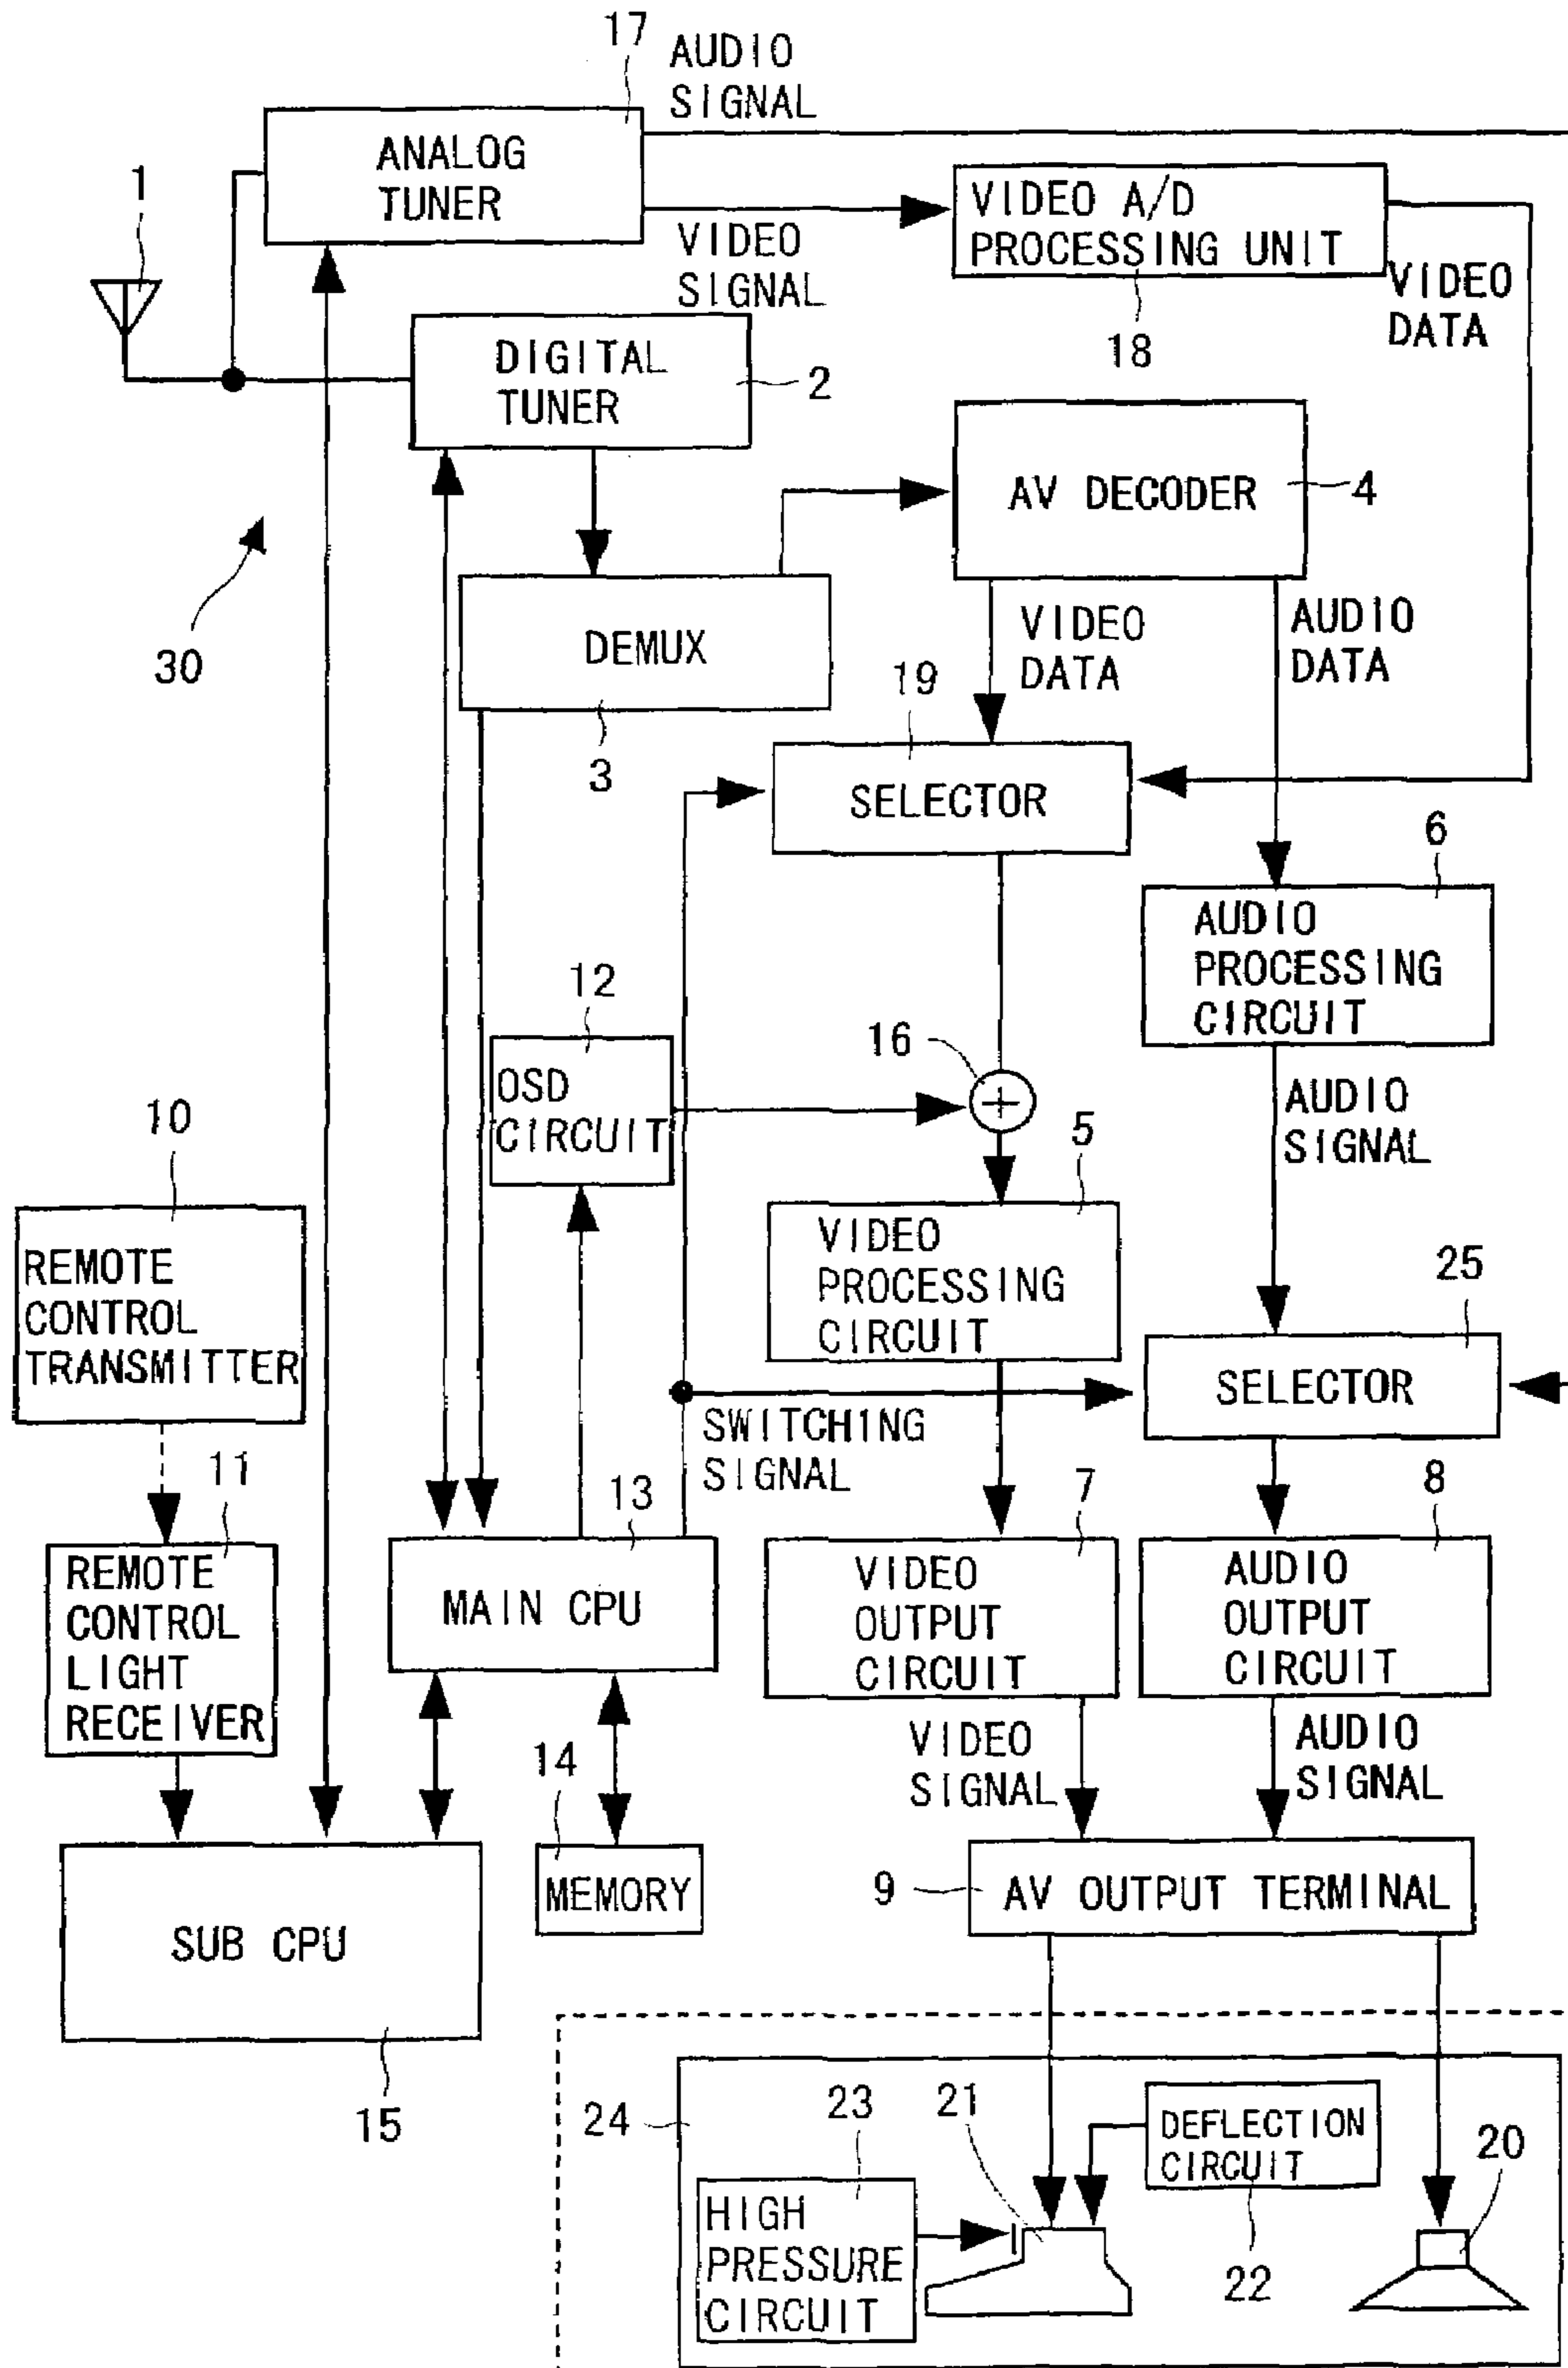 17
AUDIO
SIGNAL
ANALOG
TUNER
1
VIDEO
SIGNAL
VIDEO A/D
PROCESSING UNIT
18
VIDEO
DATA
DIGITAL
TUNER
2
AV DECODER
4
30
DEMUX
3
VIDEO
DATA
AUDIO
DATA
19
SELECTOR
6
AUDIO
PROCESSING
CIRCUIT
12
OSD
CIRCUIT
16
+
AUDIO
SIGNAL
10
REMOTE
CONTROL
TRANSMITTER
5
VIDEO
PROCESSING
CIRCUIT
25
SELECTOR
SWITCHING
SIGNAL
11
REMOTE
CONTROL
LIGHT
RECEIVER
13
MAIN CPU
7
VIDEO
OUTPUT
CIRCUIT
8
AUDIO
OUTPUT
CIRCUIT
VIDEO
SIGNAL
AUDIO
SIGNAL
14
MEMORY
9
AV OUTPUT TERMINAL
SUB CPU
15
24
23
21
DEFLECTION
CIRCUIT
22
20
HIGH
PRESSURE
CIRCUIT